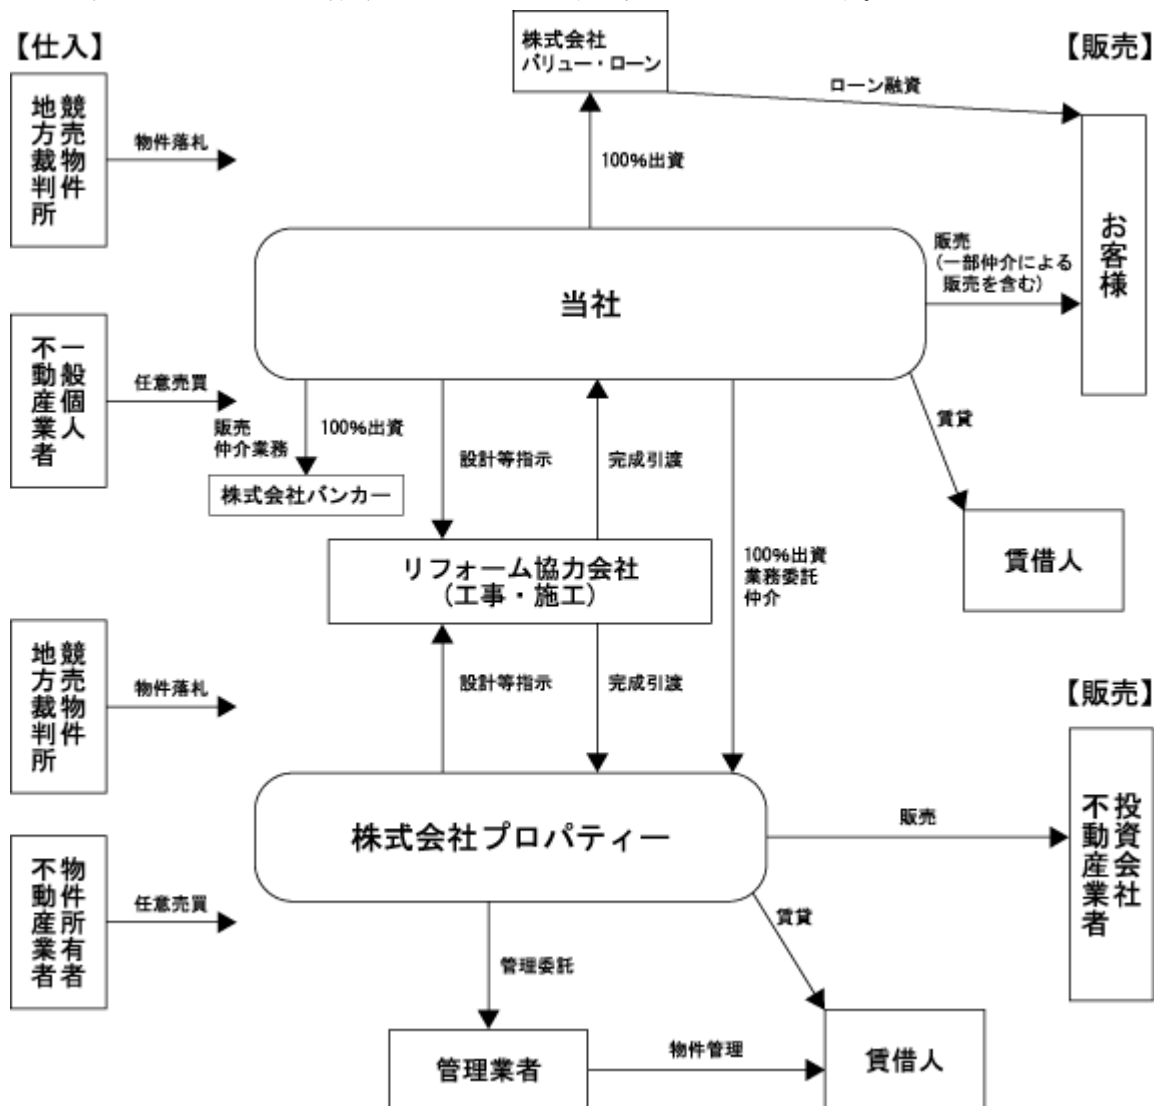 【仕入】
株式会社
バリュー・ローン
【販売】
ローン融資
競売物件
地方裁判所
物件落札
100%出資
お客様
販売
(一部仲介による
販売を含む)
当社
一般個人
不動産業者
任意売買
販売
仲介業務
100%出資
株式会社バンカー
設計等指示
完成引渡
賃貸
賃借人
リフォーム協力会社
(工事・施工)
100%出資
業務委託
仲介
競売物件
地方裁判所
物件落札
設計等指示
完成引渡
【販売】
株式会社プロパティー
販売
投資会社
不動産業者
物件所有者
不動産業者
任意売買
賃貸
管理委託
管理業者
物件管理
賃借人